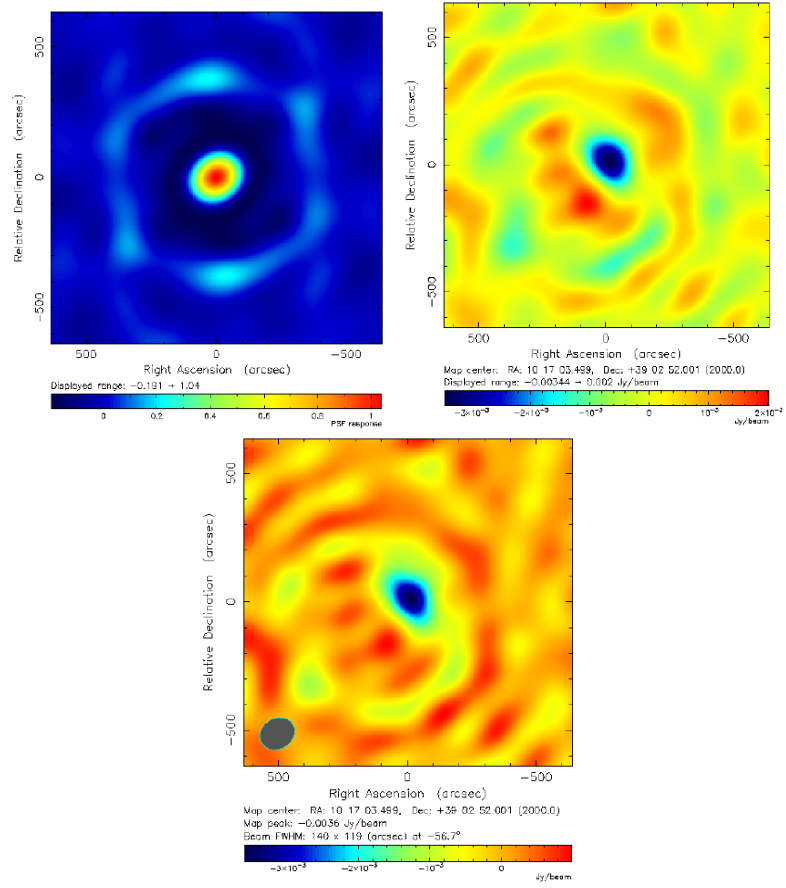 500
0
−500
Relative Declination (arcsec)
500 0 −500
Right Ascension (arcsec)
Displayed range: −0.191 → 1.04
0 0.2 0.4 0.6 0.8 1
PSF response
500
0
−500
Relative Declination (arcsec)
500 0 −500
Right Ascension (arcsec)
Map center: RA: 10 17 03.499, Dec: +39 02 52.001 (2000.0)
Displayed range: −0.00344 → 0.002 Jy/beam
−3×10⁻³ −2×10⁻³ −10⁻³ 0 10⁻³ 2×10⁻³
Jy/beam
500
0
−500
Relative Declination (arcsec)
500 0 −500
Right Ascension (arcsec)
Map center: RA: 10 17 03.499, Dec: +39 02 52.001 (2000.0)
Map peak: −0.0036 Jy/beam
Beam FWHM: 140 x 119 (arcsec) at −56.7°
−3×10⁻³ −2×10⁻³ −10⁻³ 0
Jy/beam